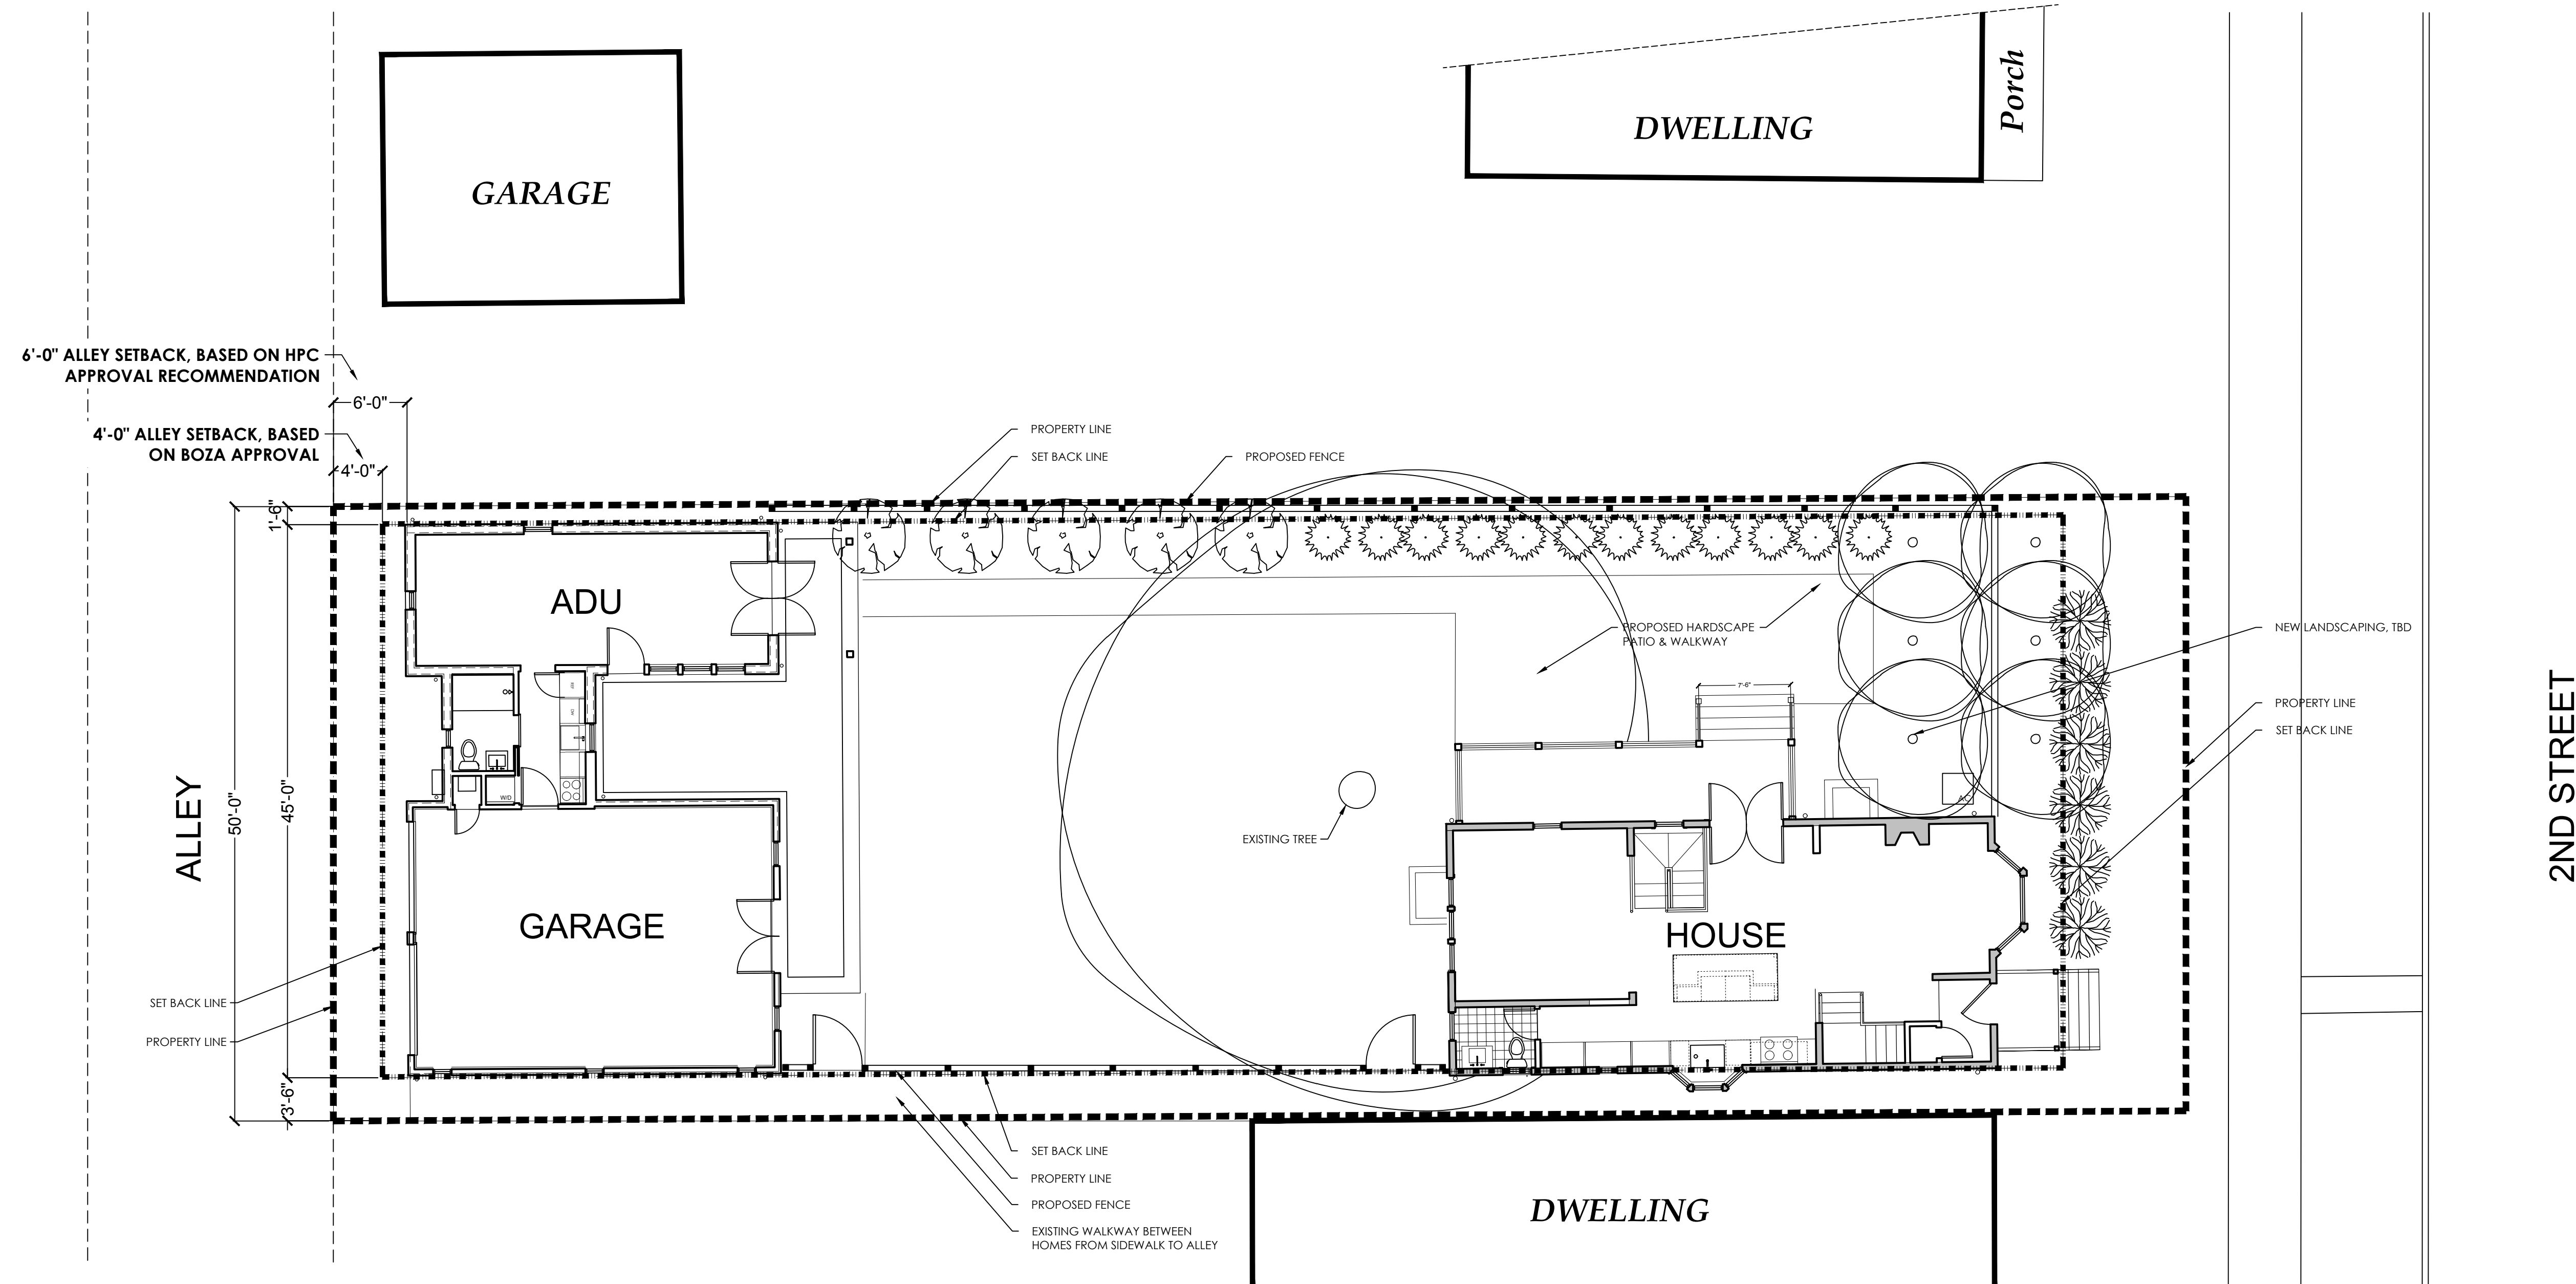 GARAGE
DWELLING
Porch
6'-0" ALLEY SETBACK, BASED ON HPC
APPROVAL RECOMMENDATION
6'-0"
4'-0" ALLEY SETBACK, BASED
ON BOZA APPROVAL
4'-0"
PROPERTY LINE
SET BACK LINE
PROPOSED FENCE
1'-6"
ADU
PROPOSED HARDSCAPE
PATIO & WALKWAY
NEW LANDSCAPING, TBD
7'-6"
PROPERTY LINE
SET BACK LINE
2ND STREET
ALLEY
50'-0"
45'-0"
W/D
AC
EXISTING TREE
GARAGE
HOUSE
SET BACK LINE
PROPERTY LINE
3'-6"
SET BACK LINE
PROPERTY LINE
PROPOSED FENCE
EXISTING WALKWAY BETWEEN
HOMES FROM SIDEWALK TO ALLEY
DWELLING